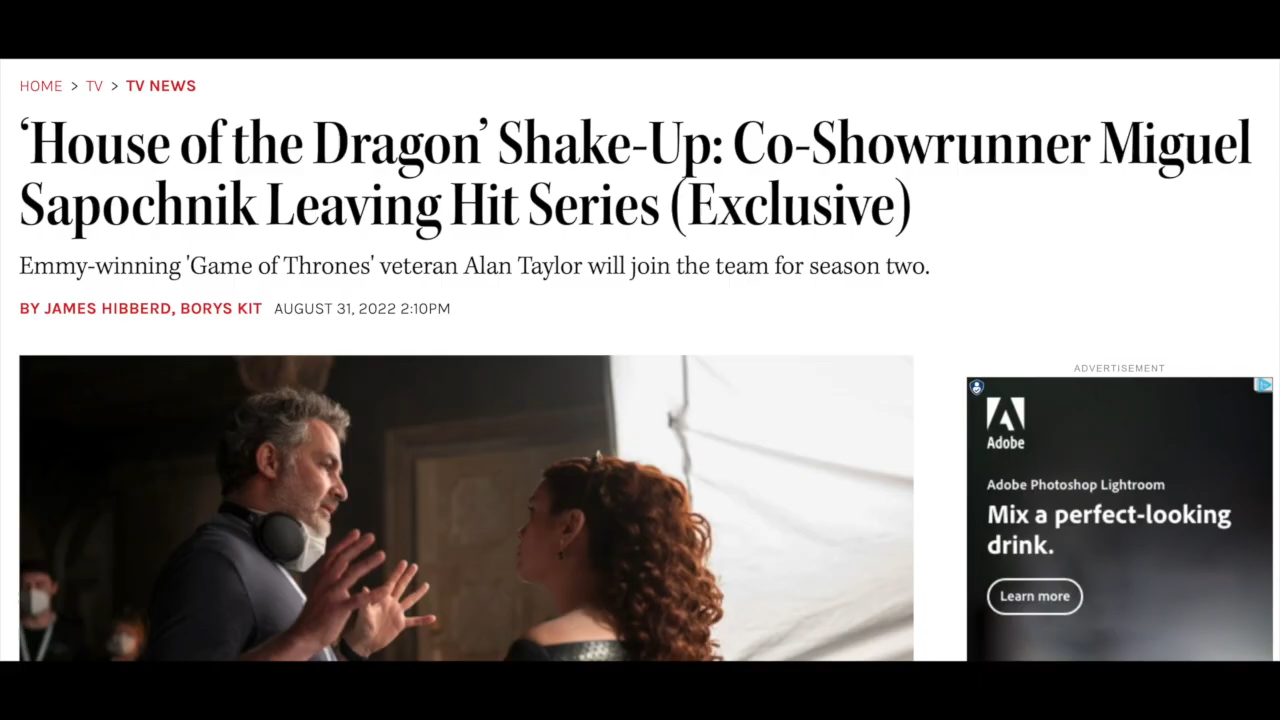 HOME > TV > TV NEWS
‘House of the Dragon’ Shake-Up: Co-Showrunner Miguel
Sapochnik Leaving Hit Series (Exclusive)
Emmy-winning 'Game of Thrones' veteran Alan Taylor will join the team for season two.
BY JAMES HIBBERD, BORYS KIT AUGUST 31, 2022 2:10PM
ADVERTISEMENT
Adobe
Adobe Photoshop Lightroom
Mix a perfect-looking
drink.
Learn more